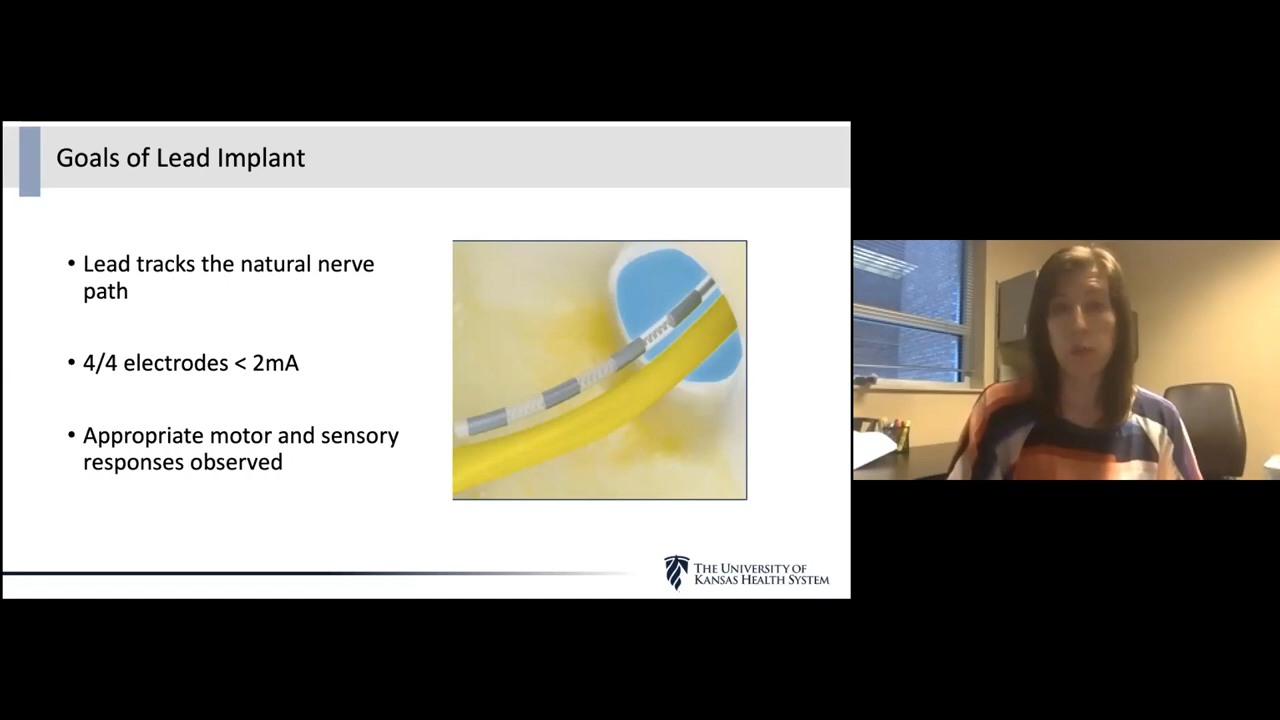 Goals of Lead Implant
• Lead tracks the natural nerve
path
• 4/4 electrodes < 2mA
• Appropriate motor and sensory
responses observed
THE UNIVERSITY OF
KANSAS HEALTH SYSTEM